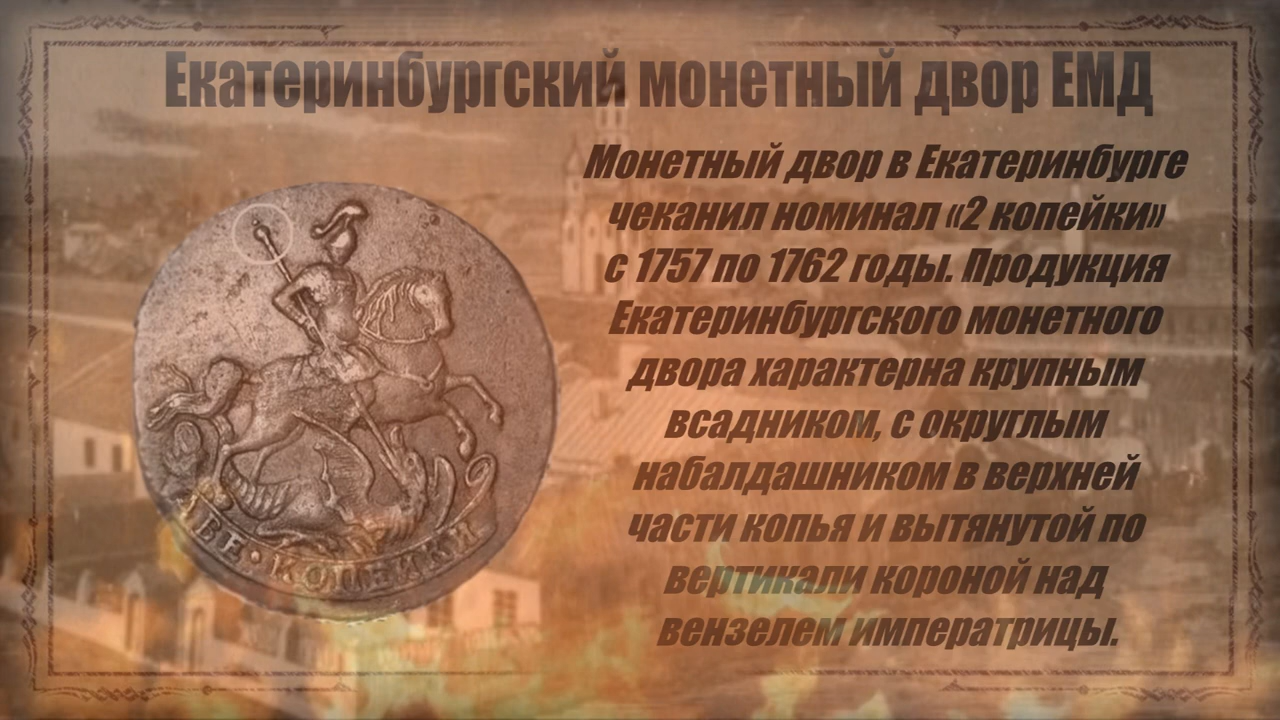 Екатеринбургский монетный двор ЕМД
Монетный двор в Екатеринбурге
чеканил номинал «2 копейки»
с 1757 по 1762 годы. Продукция
Екатеринбургского монетного
двора характерна крупным
всадником, с округлым
набалдашником в верхней
части копья и вытянутой по
вертикали короной над
вензелем императрицы.
ДВЕ · КОПЕИКИ